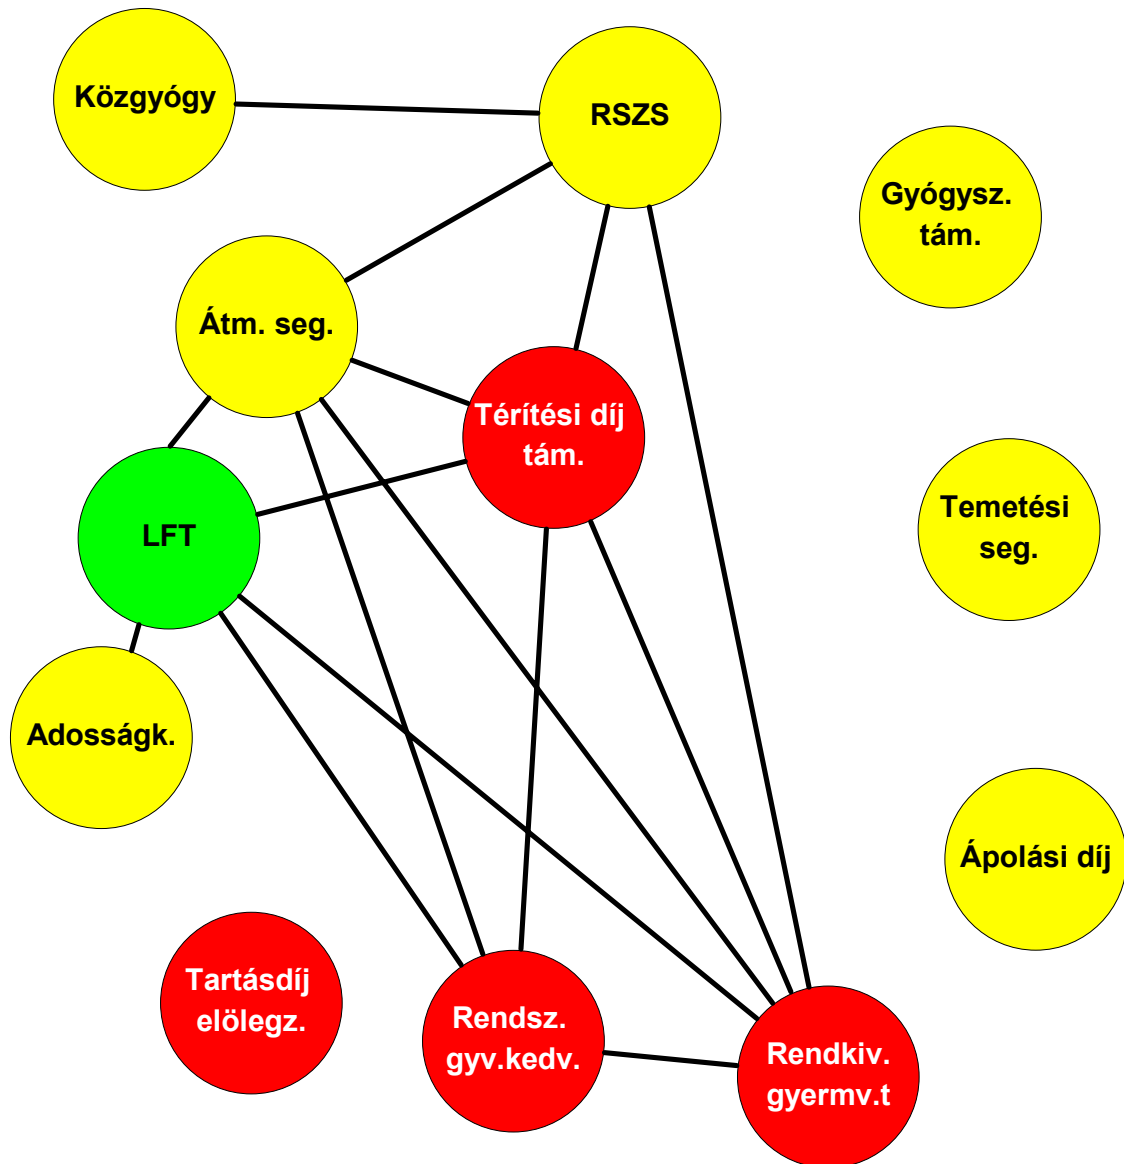 Közgyógy
RSZS
Gyógysz.
tám.
Átm. seg.
Térítési díj
tám.
LFT
Temetési
seg.
Adosságk.
Ápolási díj
Tartásdíj
elölegz.
Rendsz.
gyv.kedv.
Rendkiv.
gyermv.t